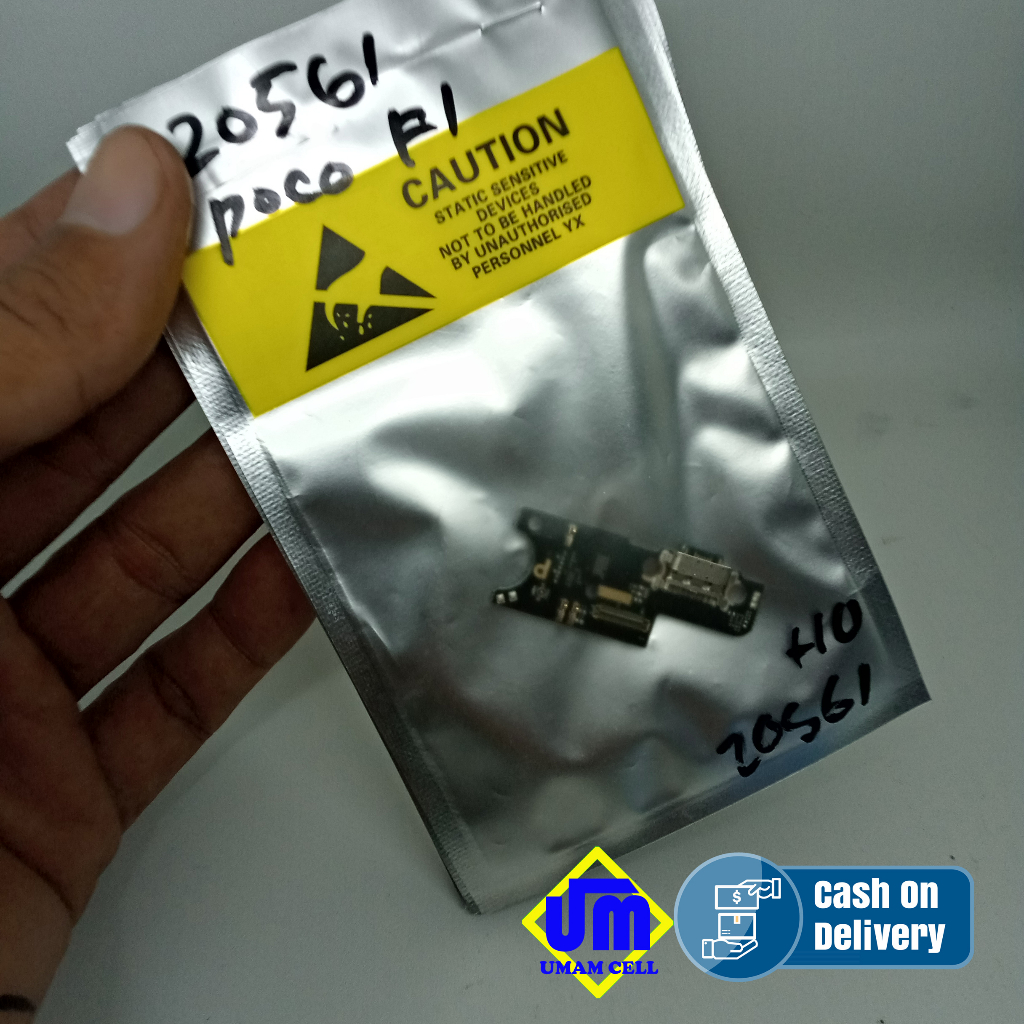 20561
poco F1
CAUTION
STATIC SENSITIVE
DEVICES
NOT TO BE HANDLED
BY UNAUTHORISED
PERSONNEL YX
20561
UM
UMAM CELL
$
Cash On
Delivery